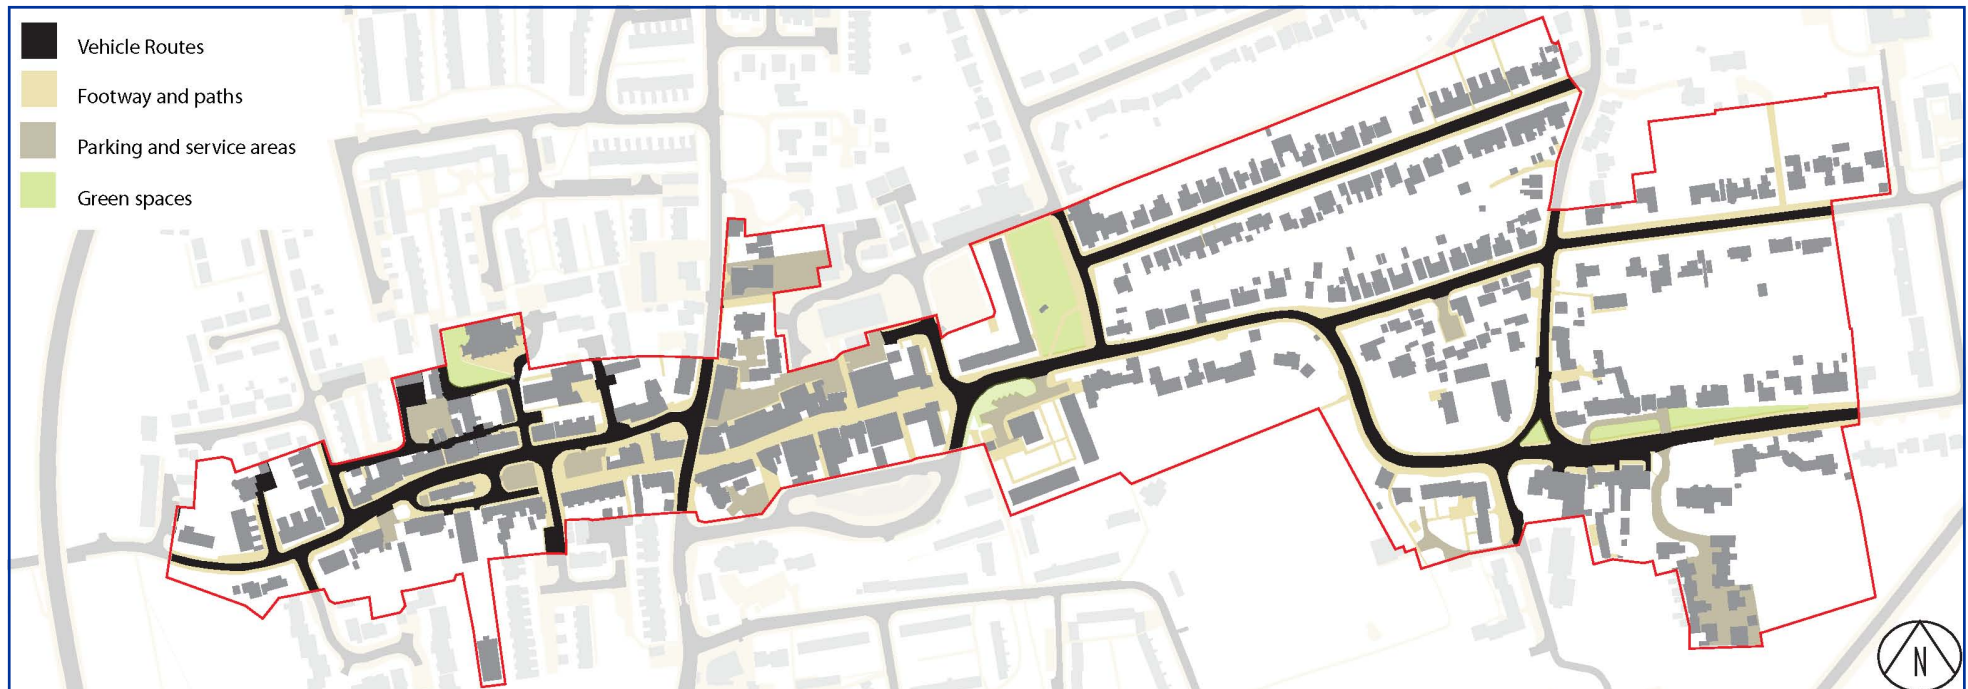 Vehicle Routes
Footway and paths
Parking and service areas
Green spaces
N